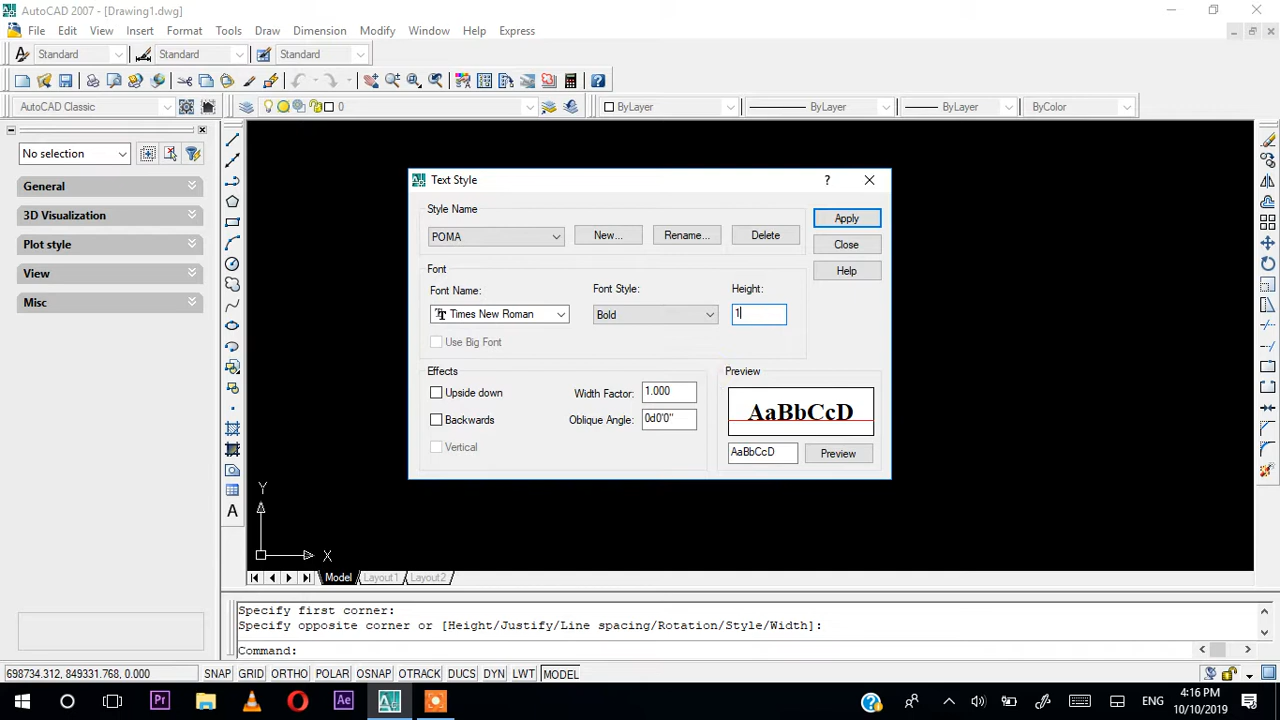 AutoCAD 2007 - [Drawing1.dwg]
File Edit View Insert Format Tools Draw Dimension Modify Window Help Express
Standard Standard Standard
AutoCAD Classic 0 ByLayer ByLayer ByLayer ByColor
No selection
General
3D Visualization
Plot style
View
Misc
Text Style ?
Style Name
POMA New... Rename... Delete
Apply
Close
Help
Font
Font Name: Font Style: Height:
Times New Roman Bold 1
Use Big Font
Effects
Upside down Width Factor: 1.000
Backwards Oblique Angle: 0d0'0"
Vertical
Preview
AaBbCcD
AaBbCcD Preview
A
Y
X
Model Layout1 Layout2
Specify first corner:
Specify opposite corner or [Height/Justify/Line spacing/Rotation/Style/Width]:
Command:
698734.312, 849331.768, 0.000 SNAP GRID ORTHO POLAR OSNAP OTRACK DUCS DYN LWT MODEL
Pr Ae ENG 4:16 PM
10/10/2019